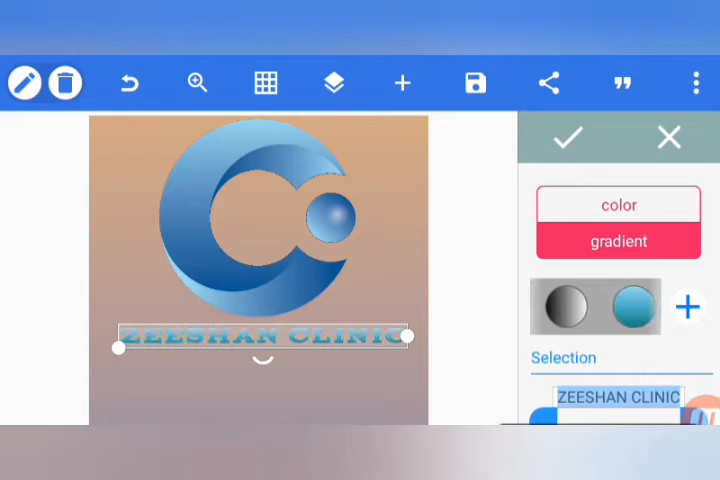 color
gradient
ZEESHAN CLINIC
Selection
ZEESHAN CLINIC